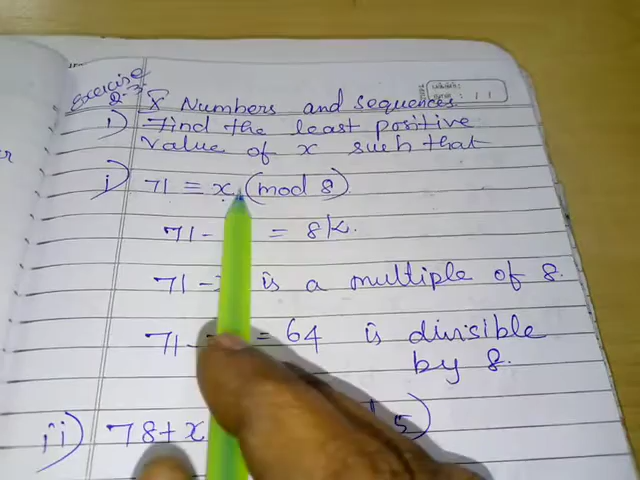 Exercise 2.3
X Numbers and sequences
1) Find the least positive
value of x such that
i) 71 ≡ x (mod 8)
71 - = 8k.
71 - x is a multiple of 8.
71 - = 64 is divisible
by 8.
ii) 78 + x 5)